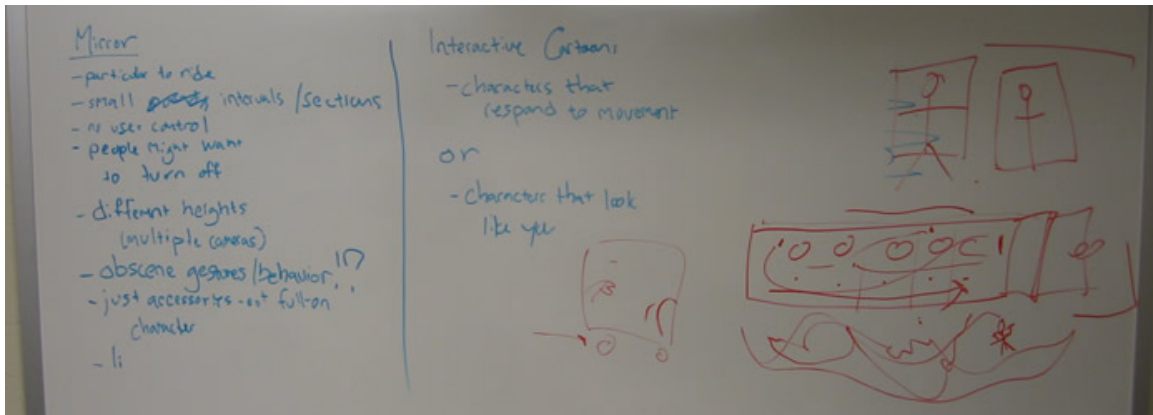 Mirror
- particular to ride
- small intervals/sections
- no user control
- people might want
to turn off
- different heights
(multiple cameras)
- obscene gestures/behavior!!?
- just accessories - not full-on
character
- li
Interactive Cartoons
- characters that
respond to movement
or
- characters that look
like you